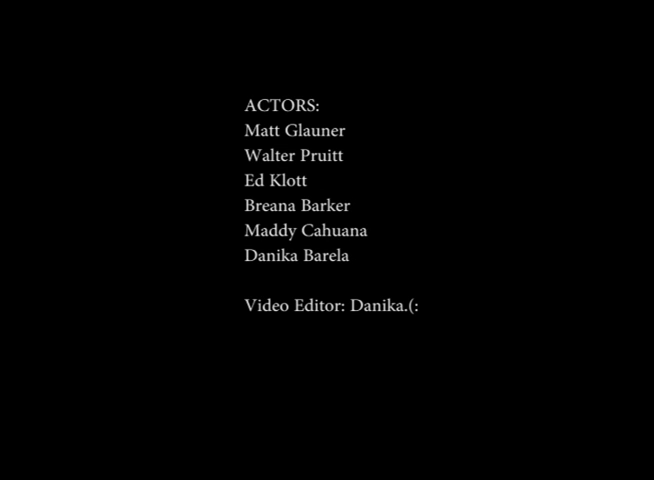 ACTORS:
Matt Glauner
Walter Pruitt
Ed Klott
Breana Barker
Maddy Cahuana
Danika Barela
Video Editor: Danika.(: